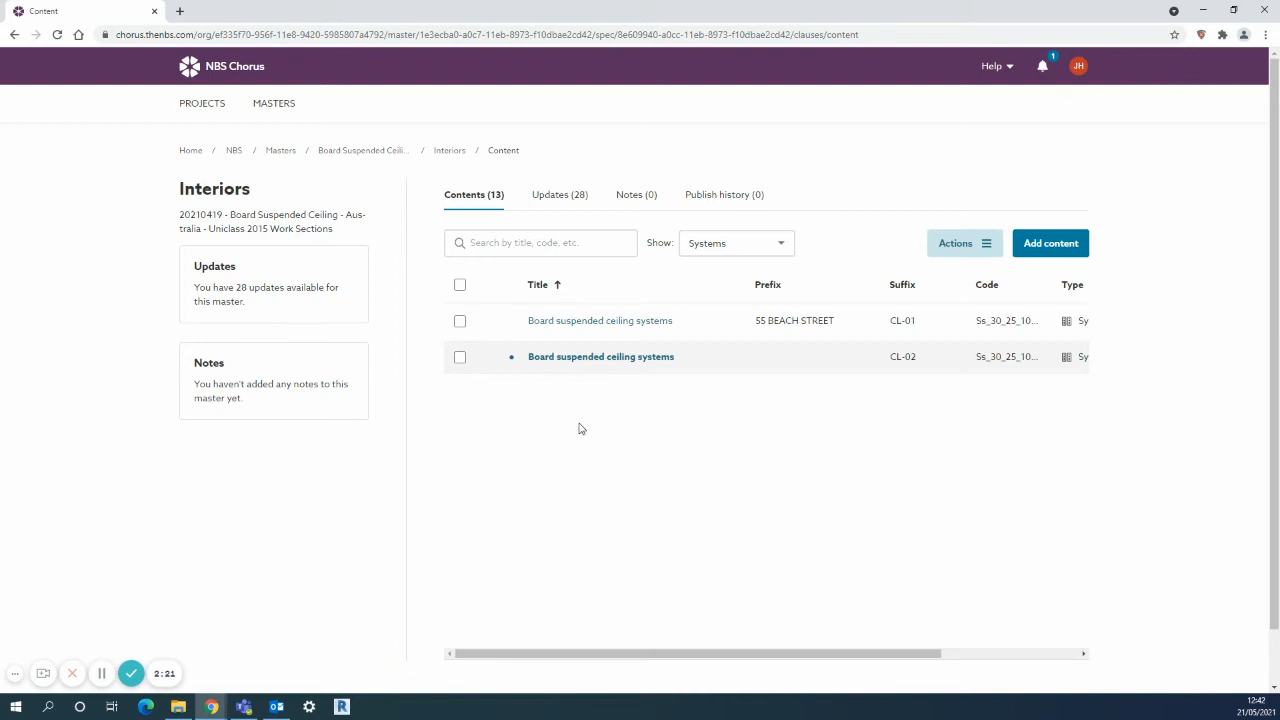 Content
chorus.thenbs.com/org/ef335f70-956f-11e8-9420-5985807a4792/master/1e3ecba0-a0c7-11eb-8973-f10dbae2cd42/spec/8e609940-a0cc-11eb-8973-f10dbae2cd42/clauses/content
NBS Chorus
Help
1
JH
PROJECTS MASTERS
Home / NBS / Masters / Board Suspended Ceili... / Interiors / Content
Interiors
20210419 - Board Suspended Ceiling - Aus-
tralia - Uniclass 2015 Work Sections
Updates
You have 28 updates available for
this master.
Notes
You haven't added any notes to this
master yet.
Contents (13) Updates (28) Notes (0) Publish history (0)
Search by title, code, etc. Show: Systems Actions Add content
Title Prefix Suffix Code Type
Board suspended ceiling systems 55 BEACH STREET CL-01 Ss_30_25_10... Sy
Board suspended ceiling systems CL-02 Ss_30_25_10... Sy
2:21
12:42
21/05/2021